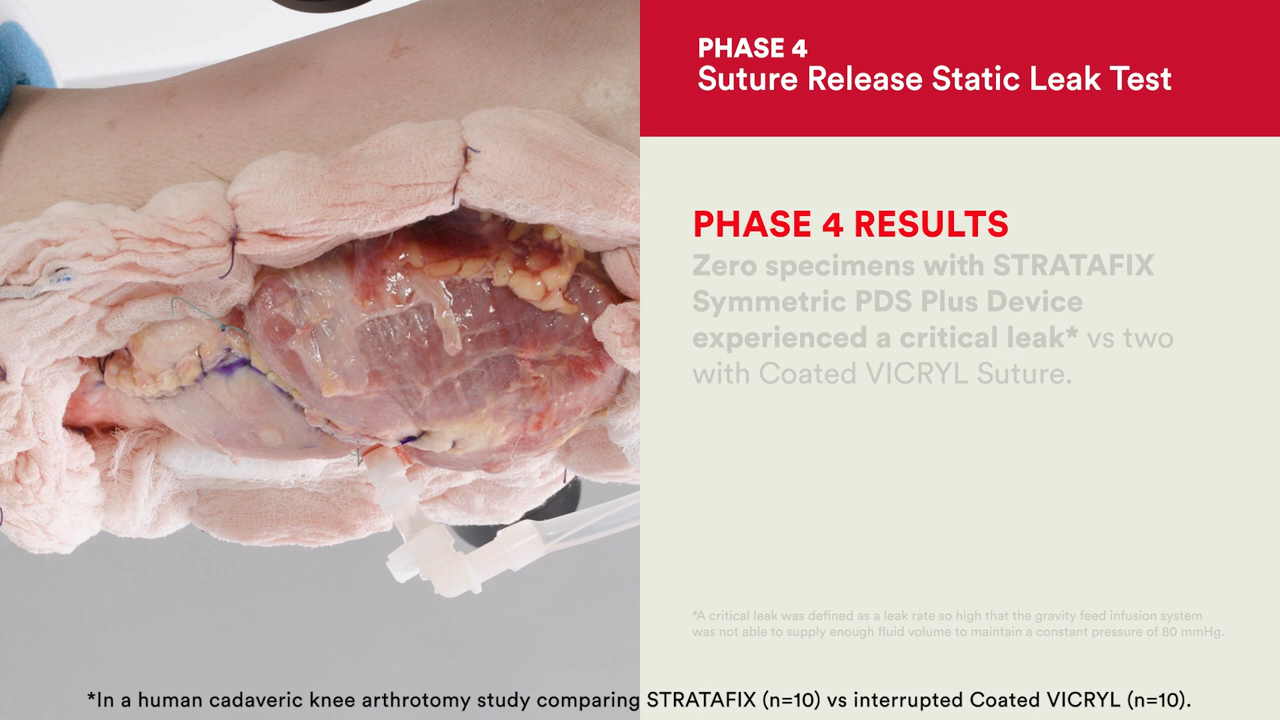 PHASE 4
Suture Release Static Leak Test
PHASE 4 RESULTS
Zero specimens with STRATAFIX
Symmetric PDS Plus Device
experienced a critical leak* vs two
with Coated VICRYL Suture.
*A critical leak was defined as a leak rate so high that the gravity feed infusion system
was not able to supply enough fluid volume to maintain a constant pressure of 80 mmHg.
*In a human cadaveric knee arthrotomy study comparing STRATAFIX (n=10) vs interrupted Coated VICRYL (n=10).